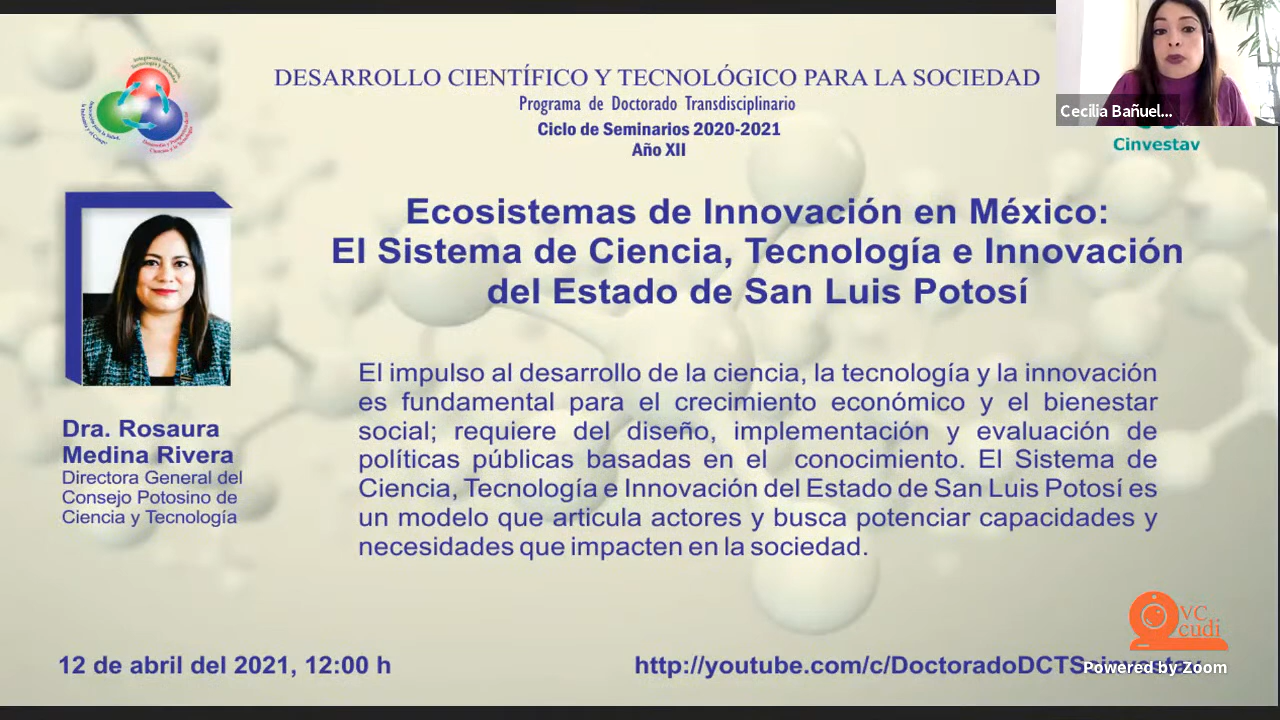 DESARROLLO CIENTÍFICO Y TECNOLÓGICO PARA LA SOCIEDAD
Programa de Doctorado Transdisciplinario
Ciclo de Seminarios 2020-2021
Año XII
Cecilia Bañuel...
Cinvestav
Ecosistemas de Innovación en México:
El Sistema de Ciencia, Tecnología e Innovación
del Estado de San Luis Potosí
El impulso al desarrollo de la ciencia, la tecnología y la innovación
es fundamental para el crecimiento económico y el bienestar
social; requiere del diseño, implementación y evaluación de
políticas públicas basadas en el conocimiento. El Sistema de
Ciencia, Tecnología e Innovación del Estado de San Luis Potosí es
un modelo que articula actores y busca potenciar capacidades y
necesidades que impacten en la sociedad.
Dra. Rosaura
Medina Rivera
Directora General del
Consejo Potosino de
Ciencia y Tecnología
VC
cudi
12 de abril del 2021, 12:00 h
http://youtube.com/c/DoctoradoDCTS
Powered by Zoom